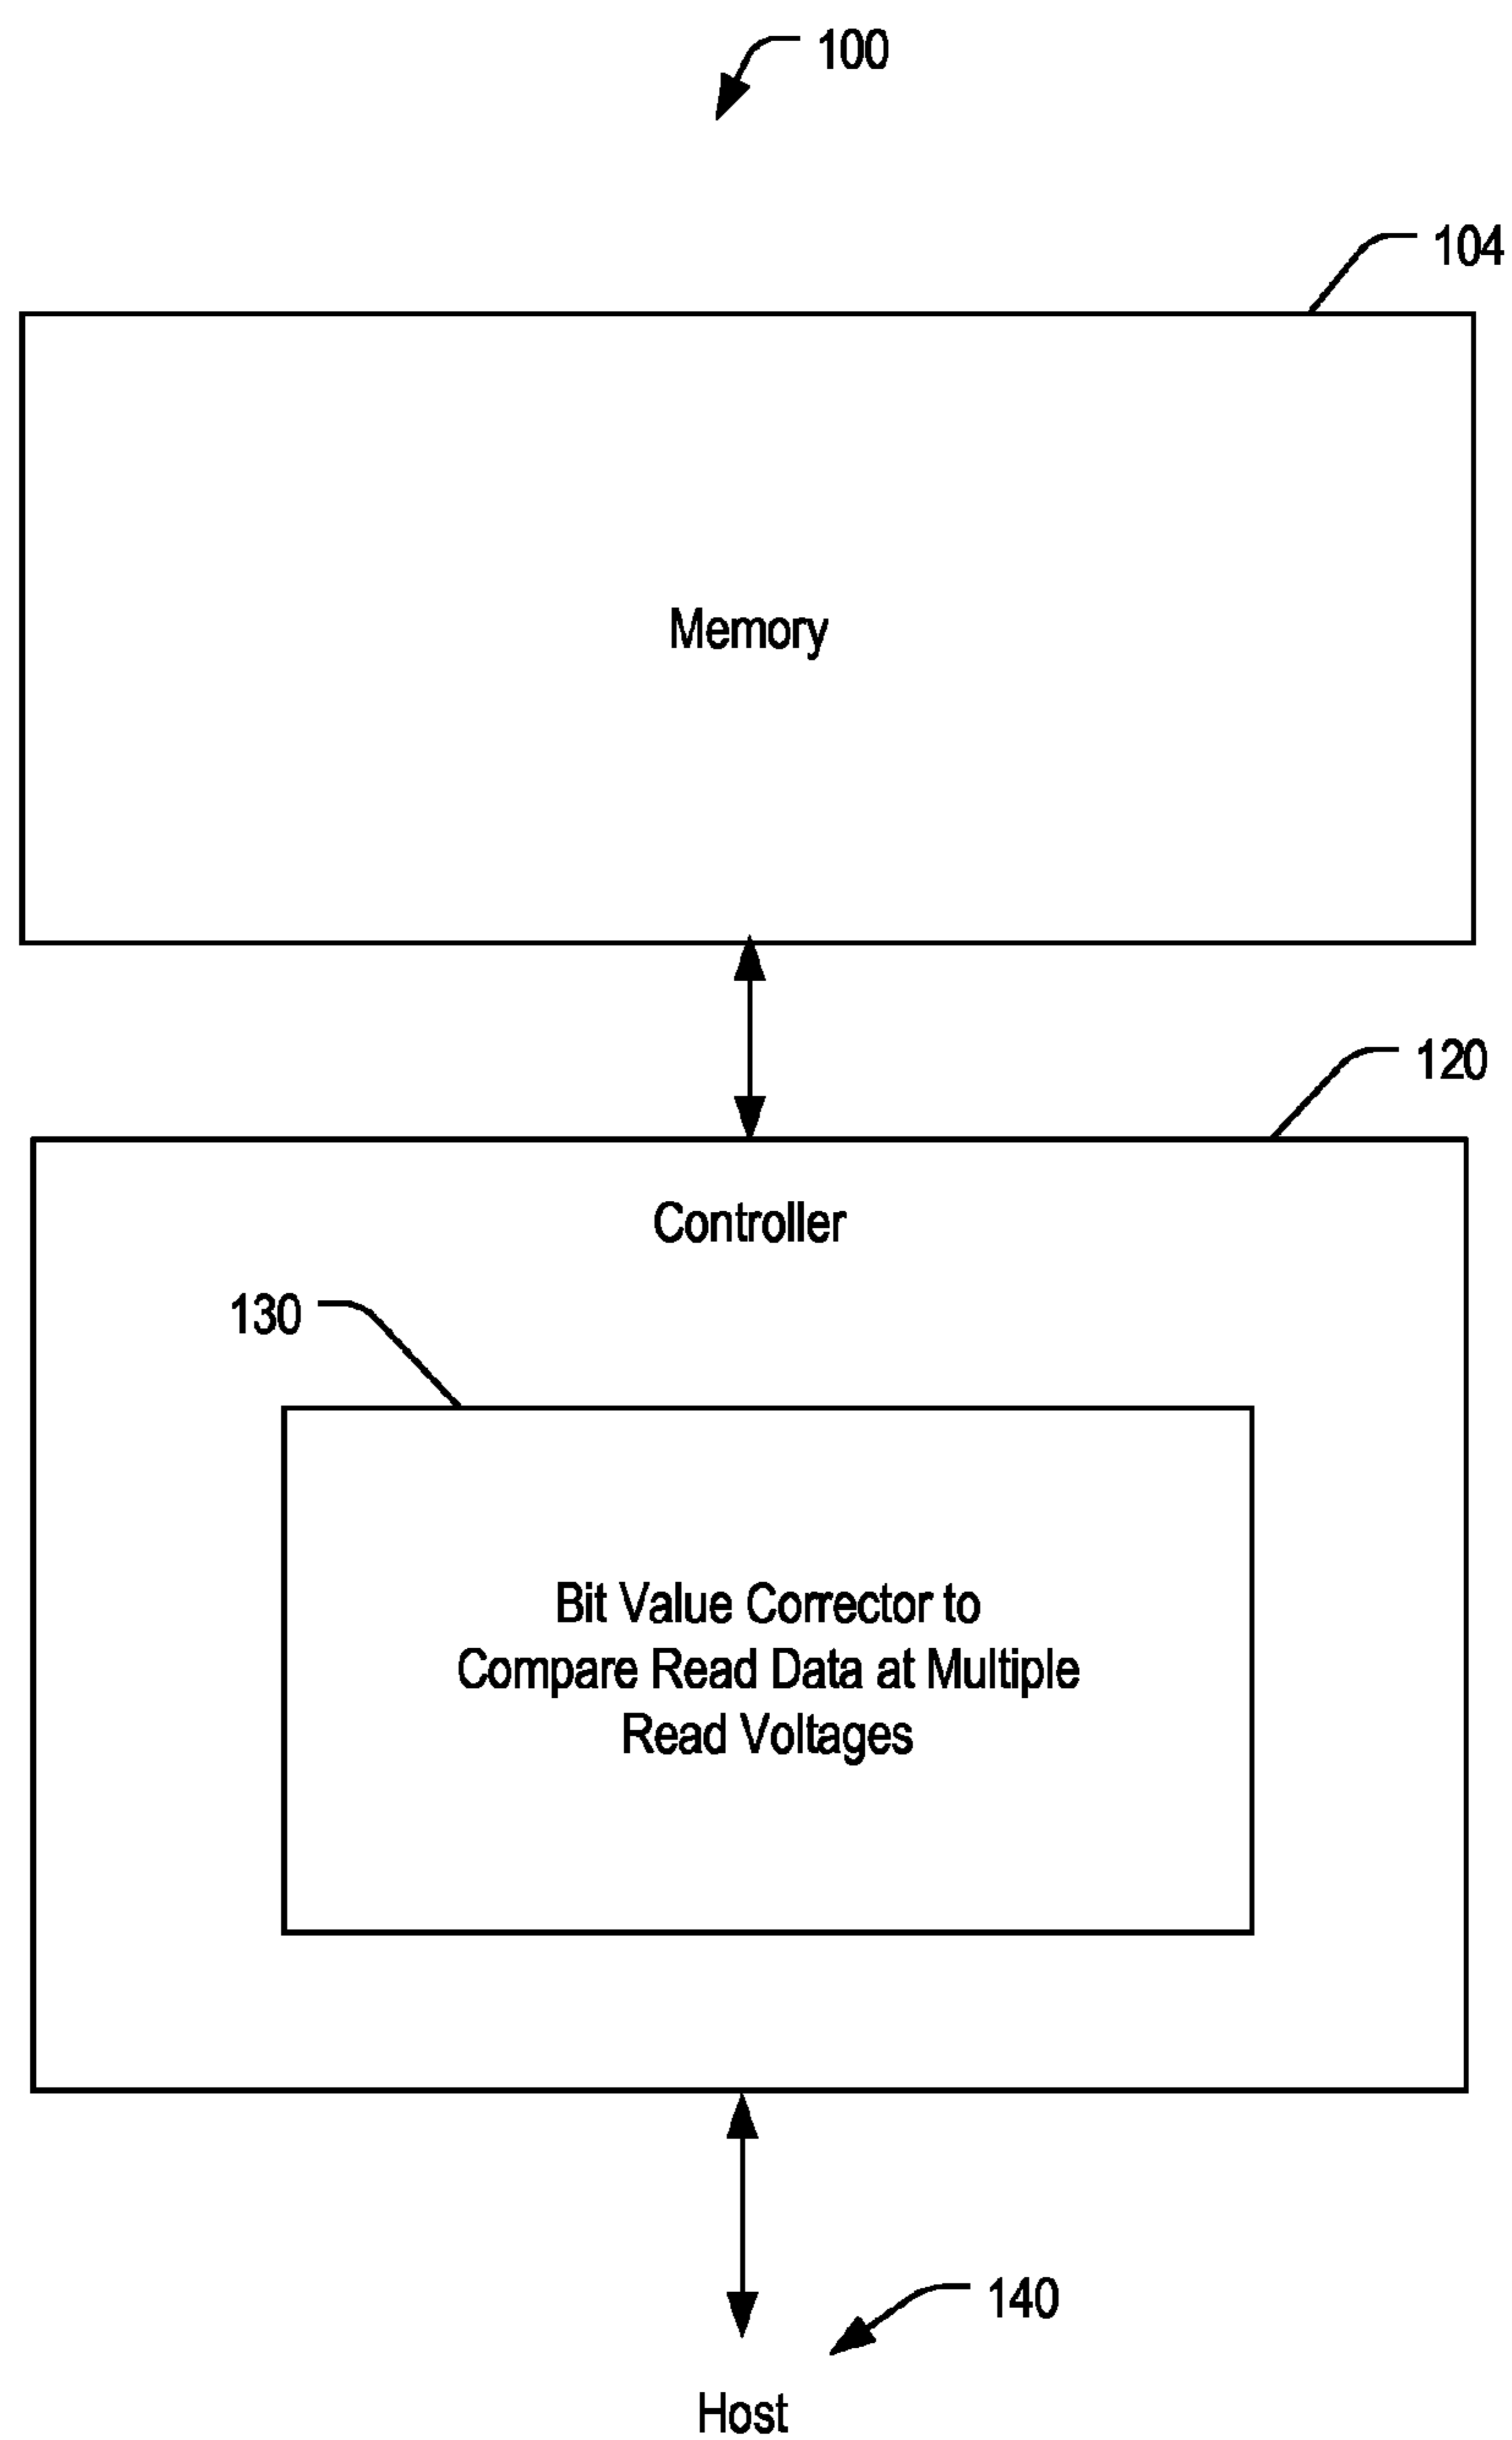 100
104
Memory
120
Controller
130
Bit Value Corrector to
Compare Read Data at Multiple
Read Voltages
140
Host